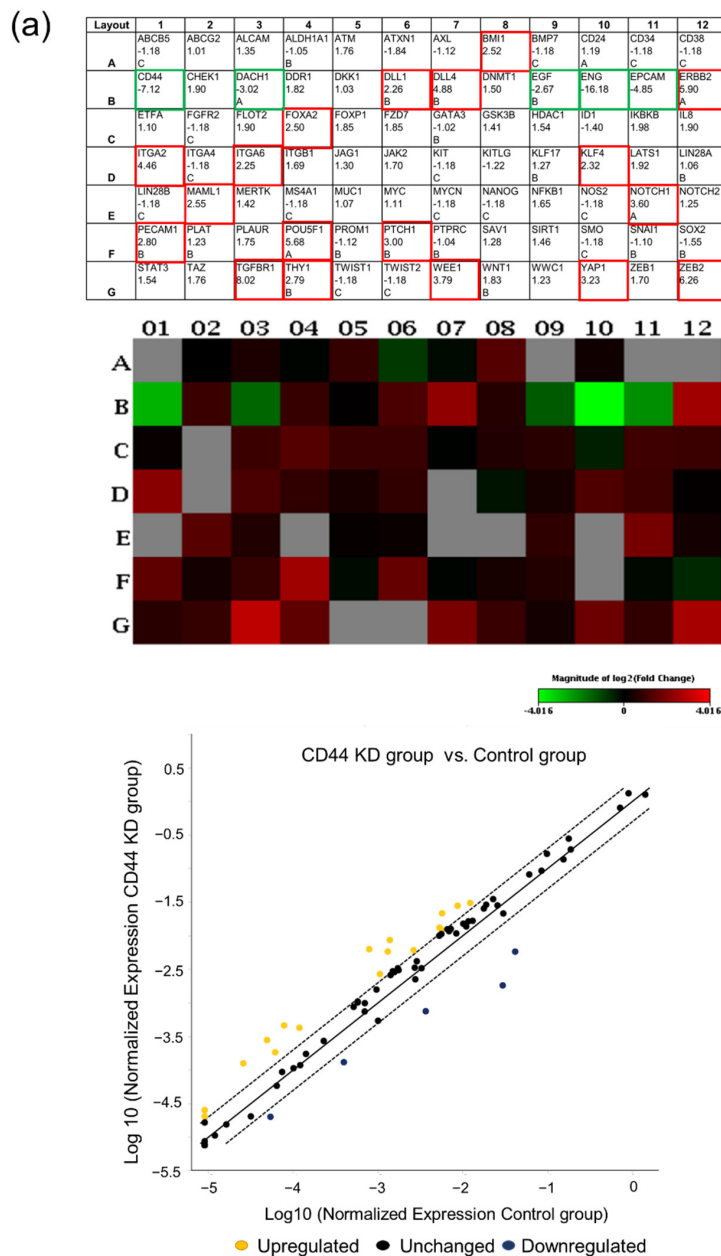 (a)
Layout 1 2 3 4 5 6 7 8 9 10 11 12
ABCB5 ABCG2 ALCAM ALDH1A1 ATM ATXN1 AXL BMI1 BMP7 CD24 CD34 CD38
A -1.18 1.01 1.35 -1.05 1.76 -1.84 -1.12 2.52 -1.18 1.19 -1.18 -1.18
C B C A C C
CD44 CHEK1 DACH1 DDR1 DKK1 DLL1 DLL4 DNMT1 EGF ENG EPCAM ERBB2
B -7.12 1.90 -3.02 1.82 1.03 2.26 4.88 1.50 -2.67 -16.18 -4.85 5.90
A B B B A
ETFA FGFR2 FLOT2 FOXA2 FOXP1 FZD7 GATA3 GSK3B HDAC1 ID1 IKBKB IL8
C 1.10 -1.18 1.90 2.50 1.85 1.85 -1.02 1.41 1.54 -1.40 1.98 1.90
C B
ITGA2 ITGA4 ITGA6 ITGB1 JAG1 JAK2 KIT KITLG KLF17 KLF4 LATS1 LIN28A
D 4.46 -1.18 2.25 1.69 1.30 1.70 -1.18 -1.22 1.27 2.32 1.92 1.06
C C B B
LIN28B MAML1 MERTK MS4A1 MUC1 MYC MYCN NANOG NFKB1 NOS2 NOTCH1 NOTCH2
E -1.18 2.55 1.42 -1.18 1.07 1.11 -1.18 -1.18 1.65 -1.18 3.60 1.25
C C C C C A
PECAM1 PLAT PLAUR POU5F1 PROM1 PTCH1 PTPRC SAV1 SIRT1 SMO SNAI1 SOX2
F 2.80 1.23 1.75 5.68 -1.12 3.00 -1.04 1.28 1.46 -1.18 -1.10 -1.55
B B A B B B C B B
STAT3 TAZ TGFBR1 THY1 TWIST1 TWIST2 WEE1 WNT1 WWC1 YAP1 ZEB1 ZEB2
G 1.54 1.76 8.02 2.79 -1.18 -1.18 3.79 1.83 1.23 3.23 1.70 6.26
B C C B B
01 02 03 04 05 06 07 08 09 10 11 12
A
B
C
D
E
F
G
Magnitude of log2(Fold Change)
-4.016 0 4.016
CD44 KD group vs. Control group
Log 10 (Normalized Expression CD44 KD group)
0.5
−0.5
−1.5
−2.5
−3.5
−4.5
−5.5
−5 −4 −3 −2 −1 0
Log10 (Normalized Expression Control group)
Upregulated Unchanged Downregulated